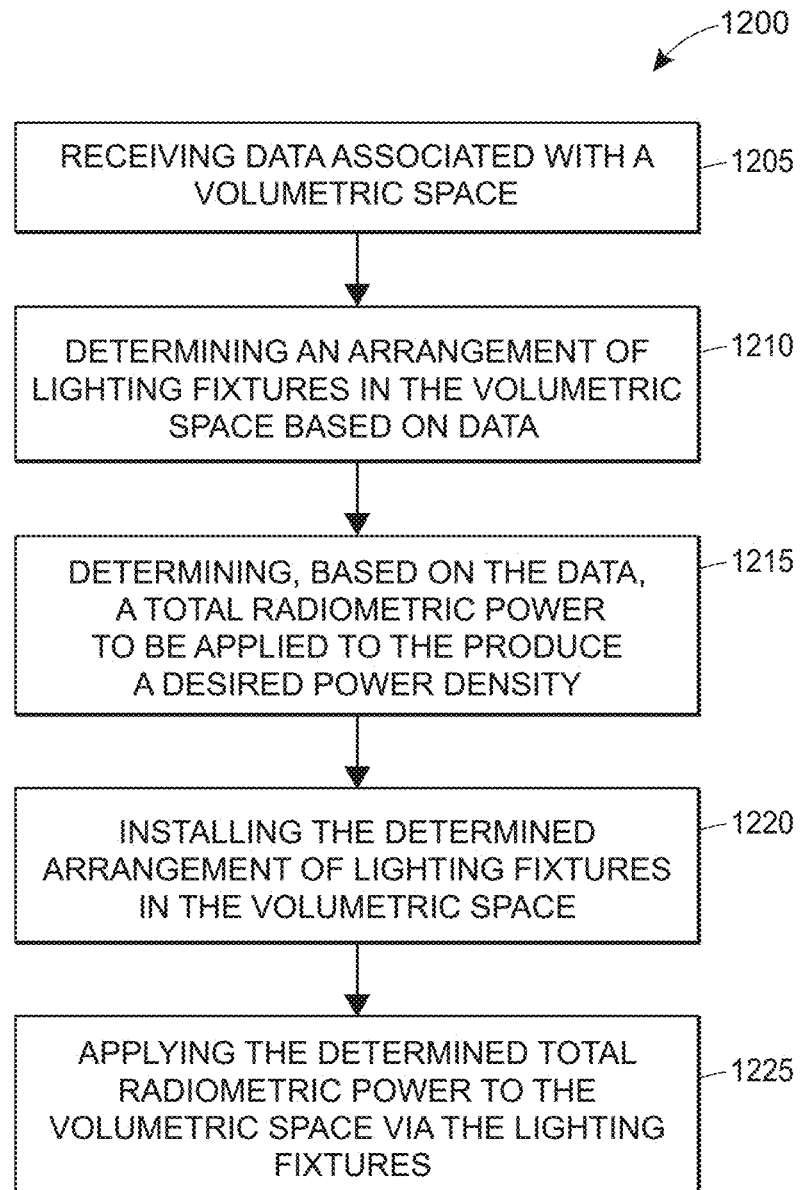 1200
RECEIVING DATA ASSOCIATED WITH A
VOLUMETRIC SPACE
1205
DETERMINING AN ARRANGEMENT OF
LIGHTING FIXTURES IN THE VOLUMETRIC
SPACE BASED ON DATA
1210
DETERMINING, BASED ON THE DATA,
A TOTAL RADIOMETRIC POWER
TO BE APPLIED TO THE PRODUCE
A DESIRED POWER DENSITY
1215
INSTALLING THE DETERMINED
ARRANGEMENT OF LIGHTING FIXTURES
IN THE VOLUMETRIC SPACE
1220
APPLYING THE DETERMINED TOTAL
RADIOMETRIC POWER TO THE
VOLUMETRIC SPACE VIA THE LIGHTING
FIXTURES
1225